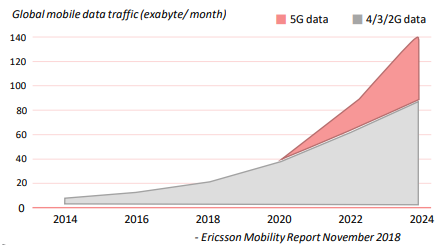 Global mobile data traffic (exabyte/ month)
5G data
4/3/2G data
140
120
100
80
60
40
20
0
2014 2016 2018 2020 2022 2024
- Ericsson Mobility Report November 2018